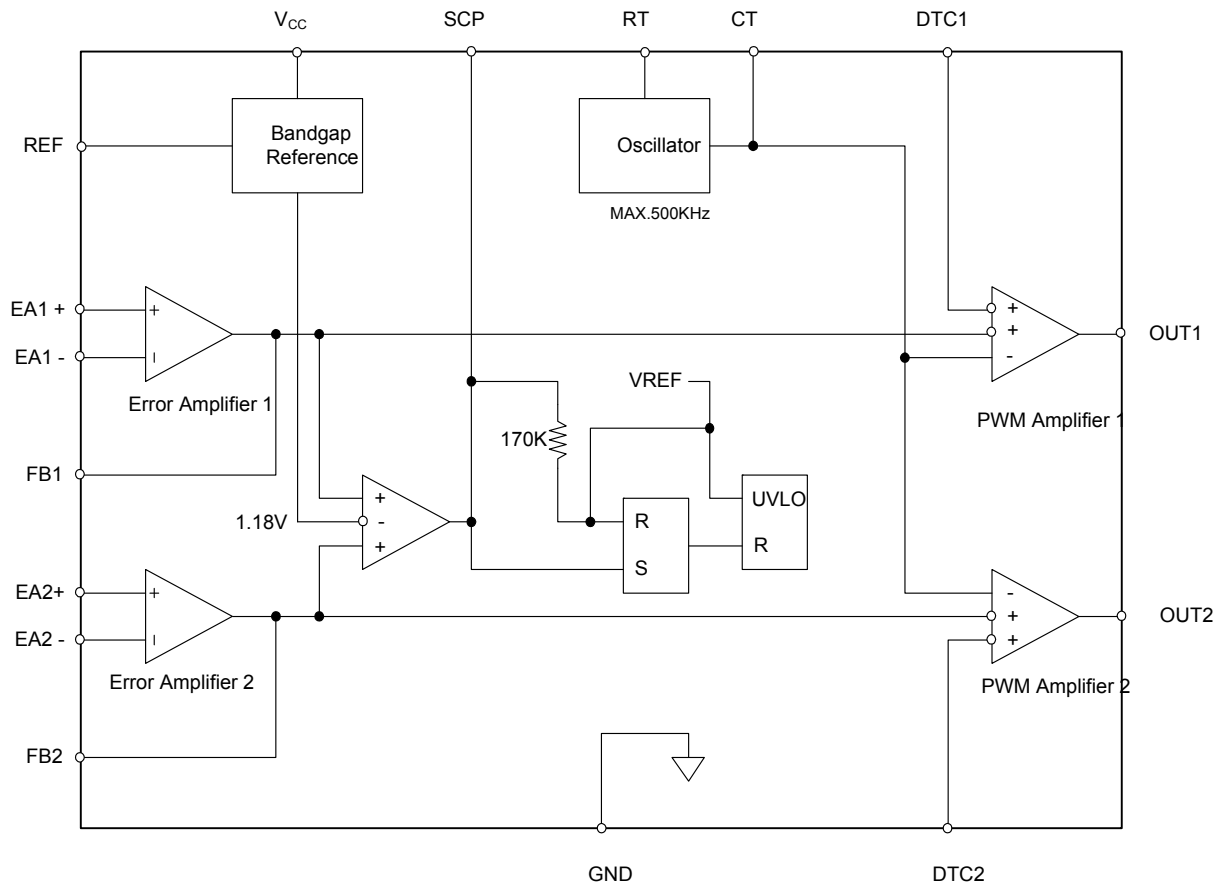 VCC
SCP
RT
CT
DTC1
REF
Bandgap
Reference
Oscillator
MAX.500KHz
EA1 +
EA1 -
+
-
Error Amplifier 1
+
+
-
OUT1
PWM Amplifier 1
VREF
170K
FB1
1.18V
+
-
+
R
S
UVLO
R
EA2+
EA2 -
+
-
Error Amplifier 2
-
+
+
OUT2
PWM Amplifier 2
FB2
GND
DTC2